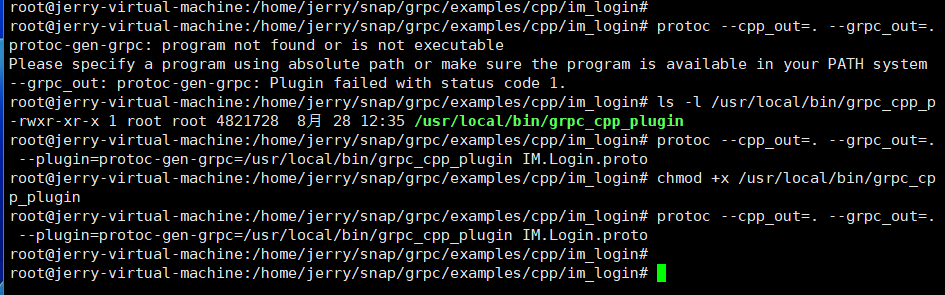 root@jerry-virtual-machine:/home/jerry/snap/grpc/examples/cpp/im_login#
root@jerry-virtual-machine:/home/jerry/snap/grpc/examples/cpp/im_login# protoc --cpp_out=. --grpc_out=.
protoc-gen-grpc: program not found or is not executable
Please specify a program using absolute path or make sure the program is available in your PATH system
--grpc_out: protoc-gen-grpc: Plugin failed with status code 1.
root@jerry-virtual-machine:/home/jerry/snap/grpc/examples/cpp/im_login# ls -l /usr/local/bin/grpc_cpp_p
-rwxr-xr-x 1 root root 4821728  8月 28 12:35 /usr/local/bin/grpc_cpp_plugin
root@jerry-virtual-machine:/home/jerry/snap/grpc/examples/cpp/im_login# protoc --cpp_out=. --grpc_out=.
 --plugin=protoc-gen-grpc=/usr/local/bin/grpc_cpp_plugin IM.Login.proto
root@jerry-virtual-machine:/home/jerry/snap/grpc/examples/cpp/im_login# chmod +x /usr/local/bin/grpc_cp
p_plugin
root@jerry-virtual-machine:/home/jerry/snap/grpc/examples/cpp/im_login# protoc --cpp_out=. --grpc_out=.
 --plugin=protoc-gen-grpc=/usr/local/bin/grpc_cpp_plugin IM.Login.proto
root@jerry-virtual-machine:/home/jerry/snap/grpc/examples/cpp/im_login#
root@jerry-virtual-machine:/home/jerry/snap/grpc/examples/cpp/im_login#